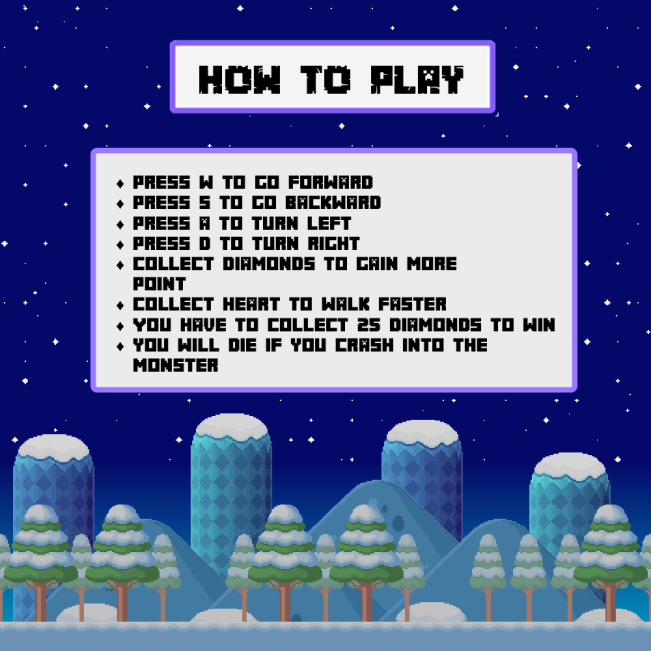 HOW TO PLAY
♦ PRESS W TO GO FORWARD
♦ PRESS S TO GO BACKWARD
♦ PRESS A TO TURN LEFT
♦ PRESS D TO TURN RIGHT
♦ COLLECT DIAMONDS TO GAIN MORE
POINT
♦ COLLECT HEART TO WALK FASTER
♦ YOU HAVE TO COLLECT 25 DIAMONDS TO WIN
♦ YOU WILL DIE IF YOU CRASH INTO THE
MONSTER